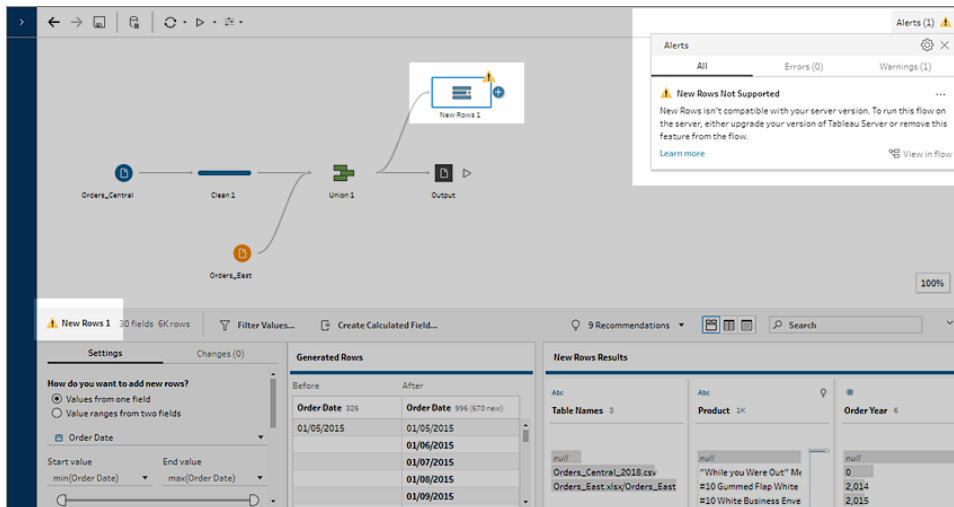 Alerts (1)
Alerts
All
Errors (0)
Warnings (1)
New Rows Not Supported
...
New Rows isn't compatible with your server version. To run this flow on
the server, either upgrade your version of Tableau Server or remove this
feature from the flow.
Learn more
View in flow
New Rows 1
Orders_Central
Clean 1
Union 1
Output
Orders_East
100%
New Rows 1
30 fields 6K rows
Filter Values...
Create Calculated Field...
9 Recommendations
Search
Settings
Changes (0)
How do you want to add new rows?
Values from one field
Value ranges from two fields
Order Date
Start value
End value
min(Order Date)
max(Order Date)
Generated Rows
Before
After
Order Date 326
Order Date 996 (670 new)
01/05/2015
01/05/2015
01/06/2015
01/07/2015
01/08/2015
01/09/2015
New Rows Results
Abc
Table Names 3
null
Orders_Central_2018.csv
Orders_East.xlsx/Orders_East
Abc
Product 1K
null
"While you Were Out" Me
#10 Gummed Flap White
#10 White Business Enve
#
Order Year 6
null
0
2,014
2,015